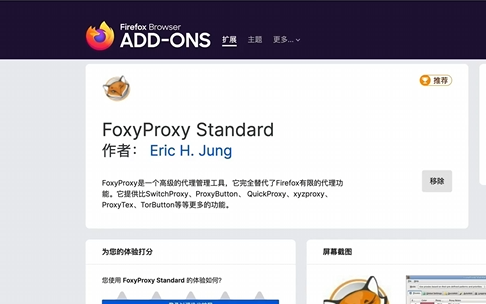 Firefox Browser
ADD-ONS
扩展 主题 更多...
推荐
FoxyProxy Standard
作者： Eric H. Jung
FoxyProxy是一个高级的代理管理工具，它完全替代了Firefox有限的代理功
能。它提供比SwitchProxy、ProxyButton、 QuickProxy、xyzproxy、
ProxyTex、TorButton等等更多的功能。
移除
为您的体验打分
屏幕截图
您使用 FoxyProxy Standard 的体验如何?